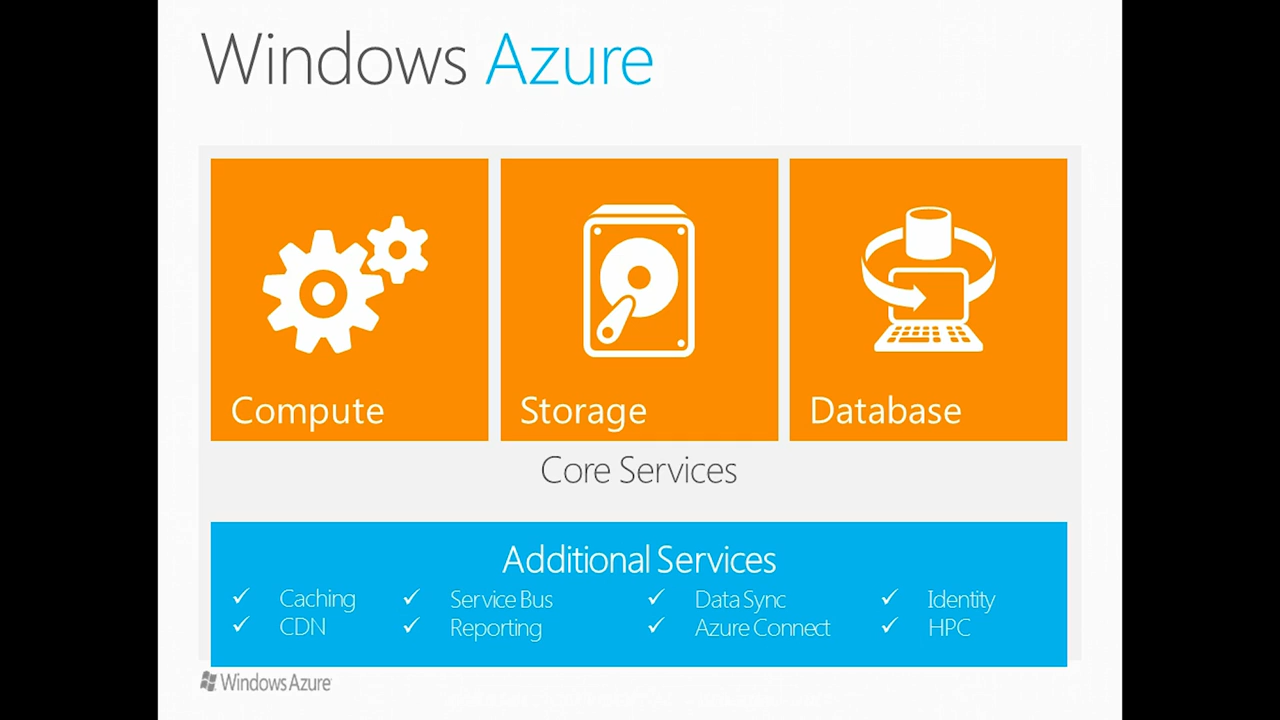 Windows Azure
Compute
Storage
Database
Core Services
Additional Services
Caching
Service Bus
Data Sync
Identity
CDN
Reporting
Azure Connect
HPC
Windows Azure